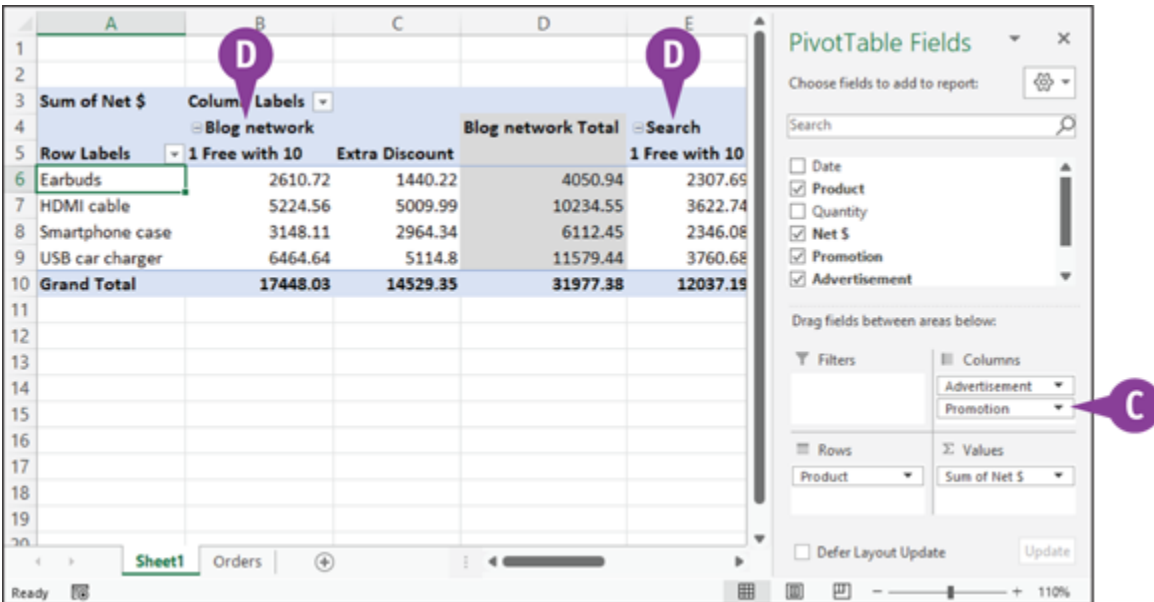 A B C D E
D D
1
2
3 Sum of Net $ Column Labels
4 Blog network Blog network Total Search
5 Row Labels 1 Free with 10 Extra Discount 1 Free with 10
6 Earbuds 2610.72 1440.22 4050.94 2307.69
7 HDMI cable 5224.56 5009.99 10234.55 3622.74
8 Smartphone case 3148.11 2964.34 6112.45 2346.08
9 USB car charger 6464.64 5114.8 11579.44 3760.68
10 Grand Total 17448.03 14529.35 31977.38 12037.19
11
12
13
14
15
16
17
18
19
20
Sheet1 Orders
Ready
110%
PivotTable Fields
Choose fields to add to report:
Search
Date
Product
Quantity
Net $
Promotion
Advertisement
Drag fields between areas below:
Filters
Columns
Advertisement
Promotion
C
Rows
Product
Σ Values
Sum of Net $
Defer Layout Update
Update